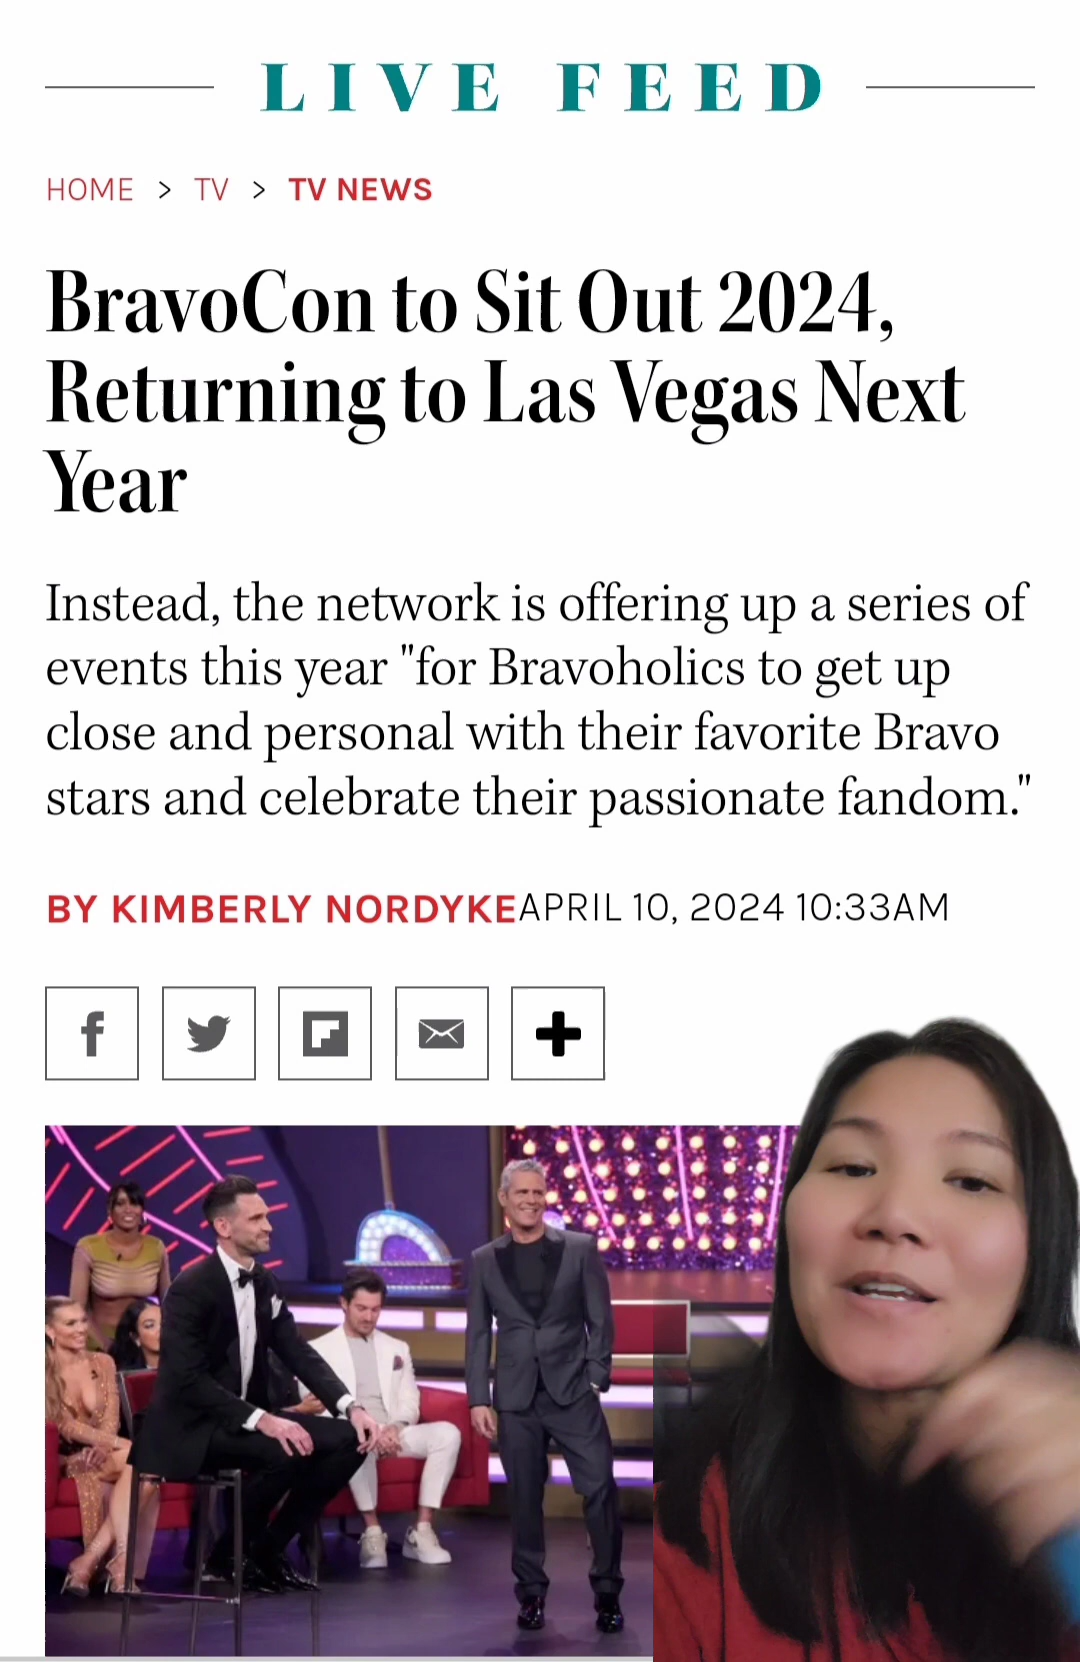 LIVE FEED
HOME > TV > TV NEWS
BravoCon to Sit Out 2024,
Returning to Las Vegas Next
Year
Instead, the network is offering up a series of
events this year "for Bravoholics to get up
close and personal with their favorite Bravo
stars and celebrate their passionate fandom."
BY KIMBERLY NORDYKEAPRIL 10, 2024 10:33AM